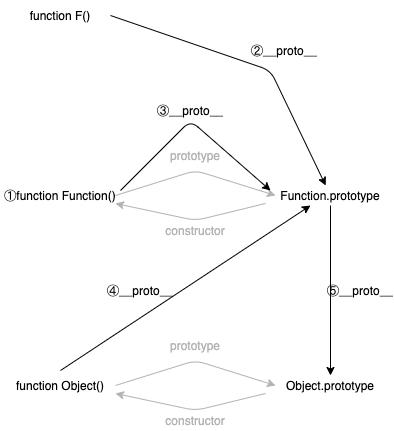 function F()
②__proto__
③__proto__
prototype
①function Function()
Function.prototype
constructor
④__proto__
⑤__proto__
prototype
function Object()
Object.prototype
constructor